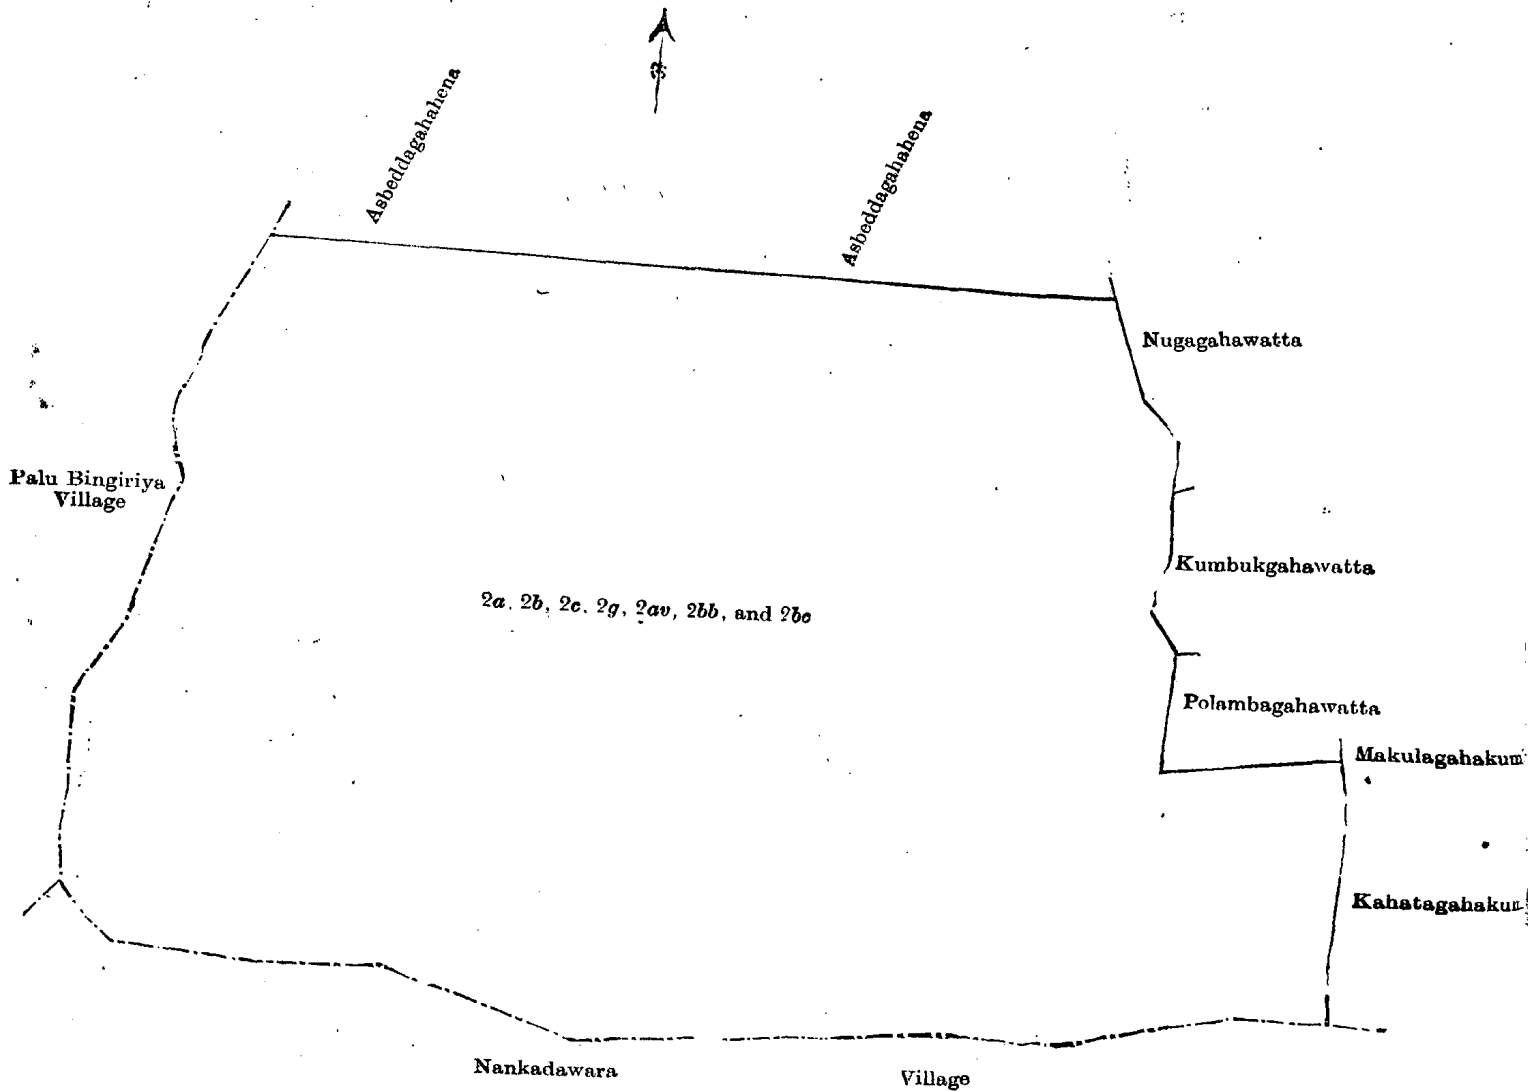 Asbeddagahahena
Asbeddagahahena
Nugagahawatta
Palu Bingiriya
Village
Kumbukgahawatta
2a, 2b, 2c, 2g, 2av, 2bb, and 2bc
Polambagahawatta
Makulagahakum
Kahatagahakun
Nankadawara Village